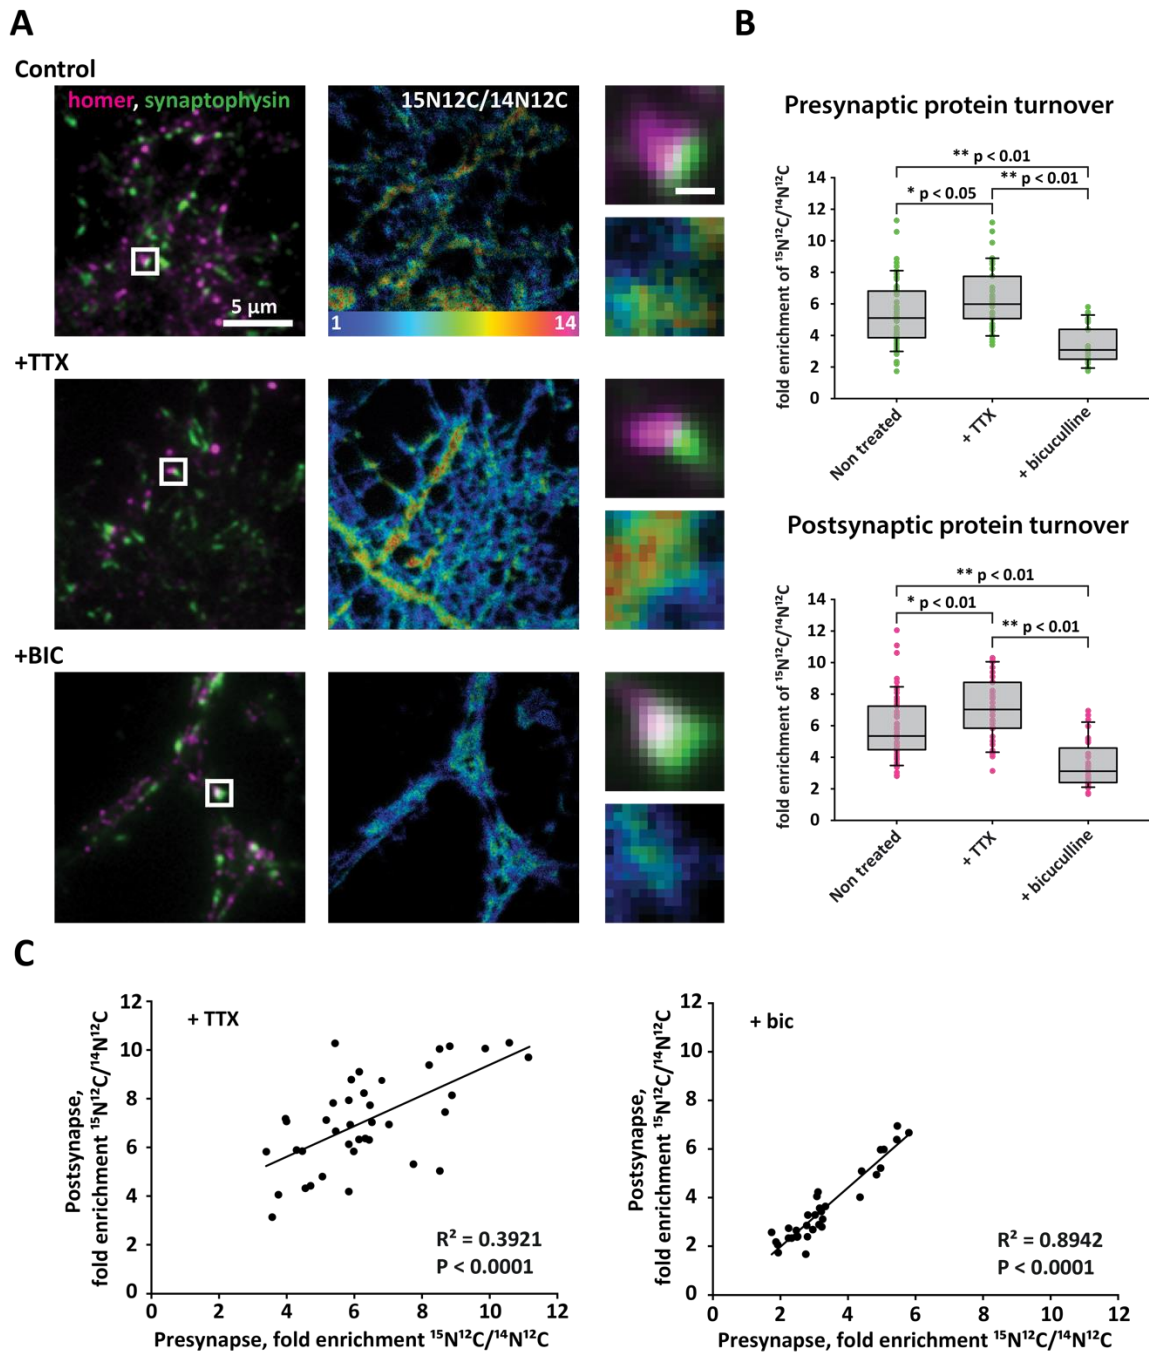 A
Control
homer, synaptophysin
15N12C/14N12C
5 µm
1
14
+TTX
+BIC
B
Presynaptic protein turnover
** p < 0.01
* p < 0.05
** p < 0.01
fold enrichment of ¹⁵N¹²C/¹⁴N¹²C
14
12
10
8
6
4
2
0
Non treated
+ TTX
+ bicuculline
Postsynaptic protein turnover
** p < 0.01
* p < 0.01
** p < 0.01
fold enrichment of ¹⁵N¹²C/¹⁴N¹²C
14
12
10
8
6
4
2
0
Non treated
+ TTX
+ bicuculline
C
Postsynapse,
fold enrichment ¹⁵N¹²C/¹⁴N¹²C
12
10
8
6
4
2
0
+ TTX
R² = 0.3921
P < 0.0001
0 2 4 6 8 10 12
Presynapse, fold enrichment ¹⁵N¹²C/¹⁴N¹²C
Postsynapse,
fold enrichment ¹⁵N¹²C/¹⁴N¹²C
12
10
8
6
4
2
0
+ bic
R² = 0.8942
P < 0.0001
0 2 4 6 8 10 12
Presynapse, fold enrichment ¹⁵N¹²C/¹⁴N¹²C